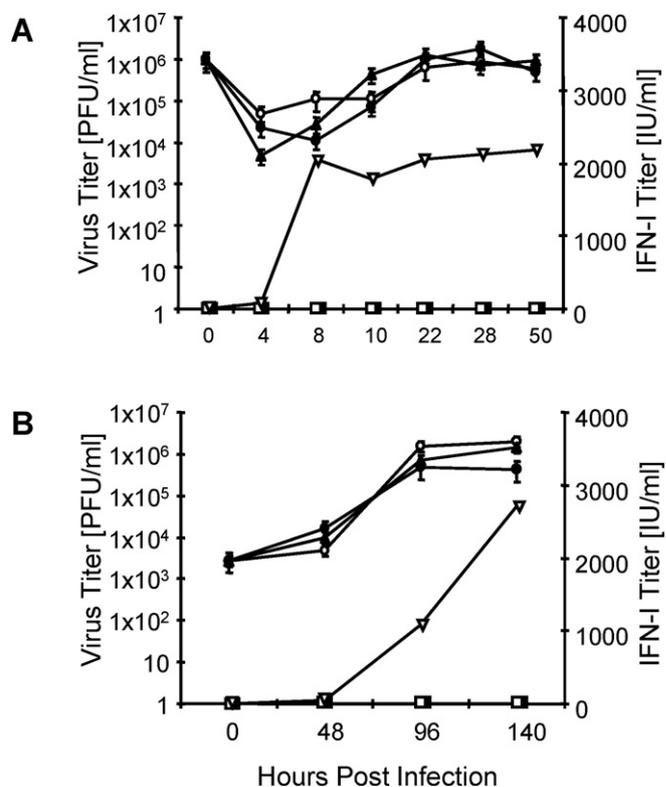 A
Virus Titer [PFU/ml]
1x10⁷
1x10⁶
1x10⁵
1x10⁴
1x10³
1x10²
10
1
4000
3000
2000
1000
0
IFN-I Titer [IU/ml]
0 4 8 10 22 28 50
B
Virus Titer [PFU/ml]
1x10⁷
1x10⁶
1x10⁵
1x10⁴
1x10³
1x10²
10
1
4000
3000
2000
1000
0
IFN-I Titer [IU/ml]
0 48 96 140
Hours Post Infection